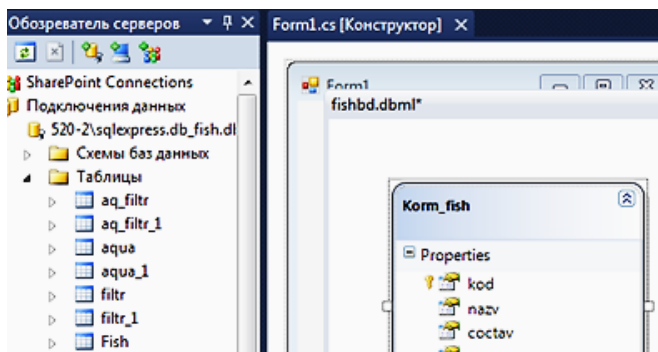 Обозреватель серверов
Form1.cs [Конструктор]
SharePoint Connections
Подключения данных
520-2\sqlexpress.db_fish.d
Схемы баз данных
Таблицы
aq_filtr
aq_filtr_1
aqua
aqua_1
filtr
filtr_1
Fish
Form1
fishbd.dbml*
Korm_fish
Properties
kod
nazv
coctav